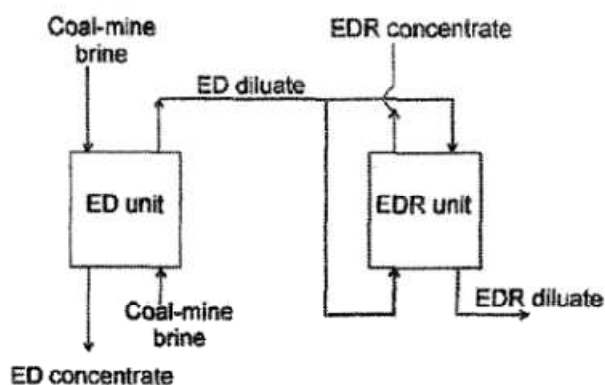 Coal-mine
brine
EDR concentrate
ED diluate
ED unit
EDR unit
Coal-mine
brine
EDR diluate
ED concentrate